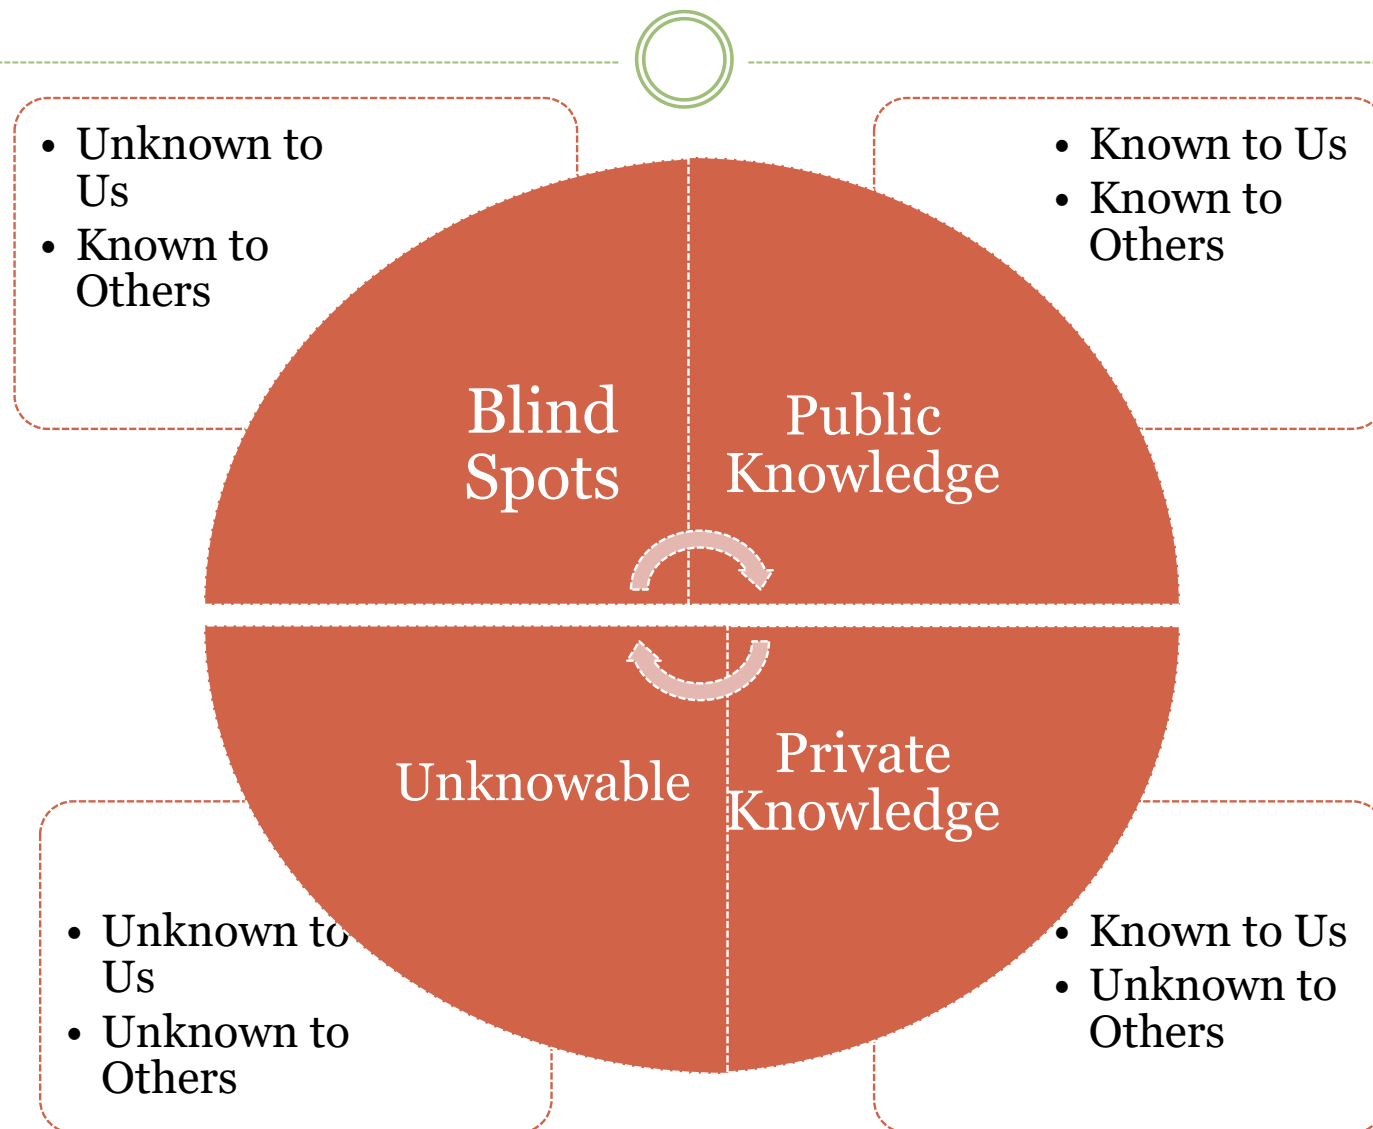 • Unknown to
Us
• Known to
Others
• Known to Us
• Known to
Others
Blind
Spots
Public
Knowledge
Unknowable
Private
Knowledge
• Unknown to
Us
• Unknown to
Others
• Known to Us
• Unknown to
Others